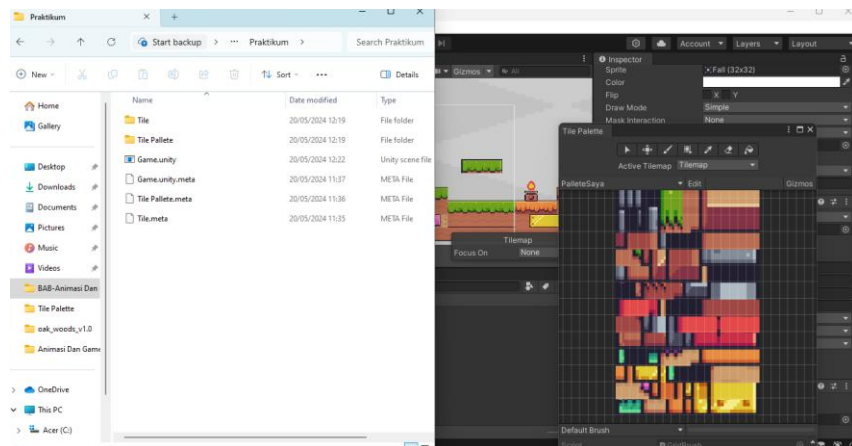 Praktikum
Start backup
Praktikum
Search Praktikum
New
Sort
Details
Name
Date modified
Type
Home
Gallery
Desktop
Downloads
Documents
Pictures
Music
Videos
BAB-Animasi Dan
Tile Palette
oak_woods_v1.0
Animasi Dan Game
OneDrive
This PC
Acer (C:)
Tile 20/05/2024 12:19 File folder
Tile Pallete 20/05/2024 12:19 File folder
Game.unity 20/05/2024 12:22 Unity scene file
Game.unity.meta 20/05/2024 11:37 META File
Tile Pallete.meta 20/05/2024 11:36 META File
Tile.meta 20/05/2024 11:35 META File
Account
Layers
Layout
Gizmos
All
Inspector
Sprite
Fall (32x32)
Color
Flip
X Y
Draw Mode
Simple
Mask Interaction
None
Tile Palette
Active Tilemap
Tilemap
PalleteSaya
Edit
Gizmos
Tilemap
Focus On
None
Default Brush
Script